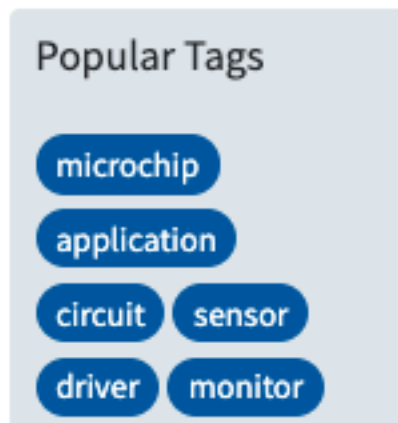 Popular Tags
microchip
application
circuit sensor
driver monitor